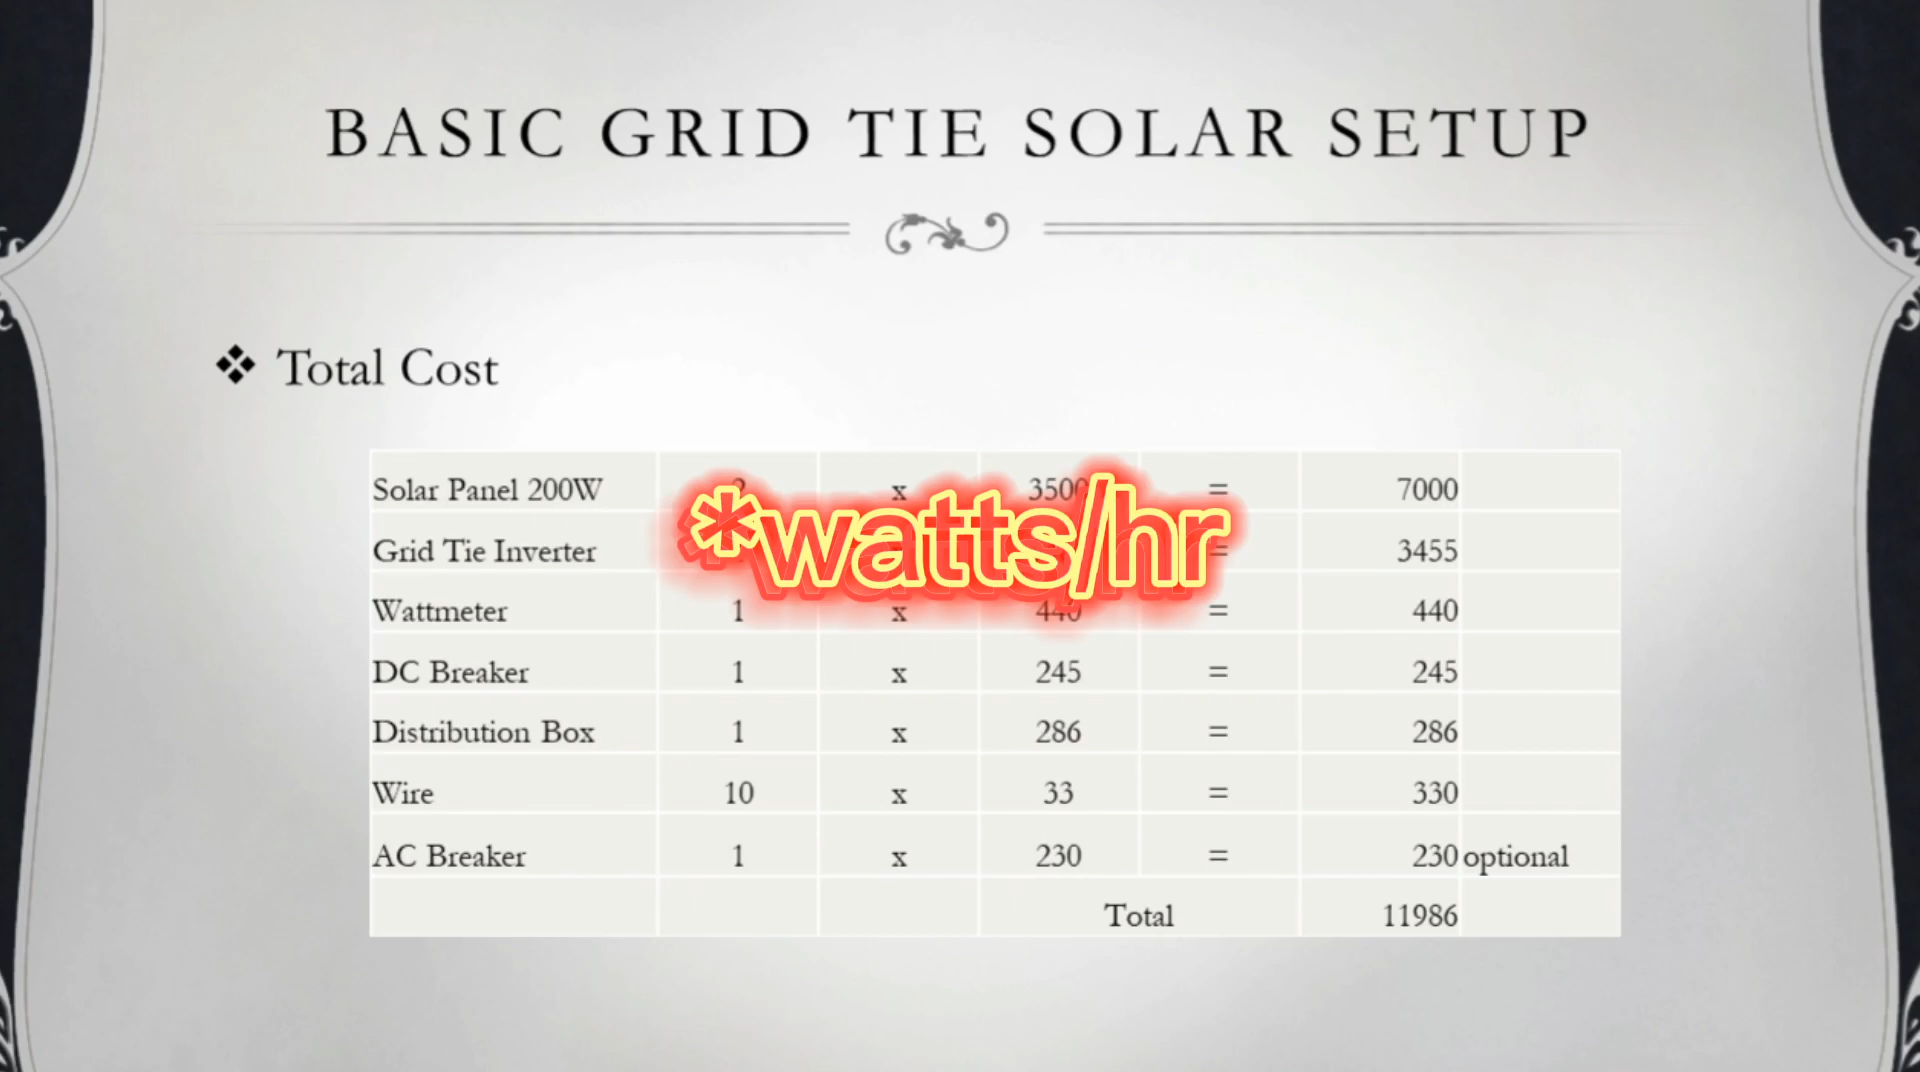 BASIC GRID TIE SOLAR SETUP
❖ Total Cost
Solar Panel 200W 2 x 3500 = 7000
*watts/hr
Grid Tie Inverter = 3455
Wattmeter 1 x 440 = 440
DC Breaker 1 x 245 = 245
Distribution Box 1 x 286 = 286
Wire 10 x 33 = 330
AC Breaker 1 x 230 = 230 optional
Total 11986